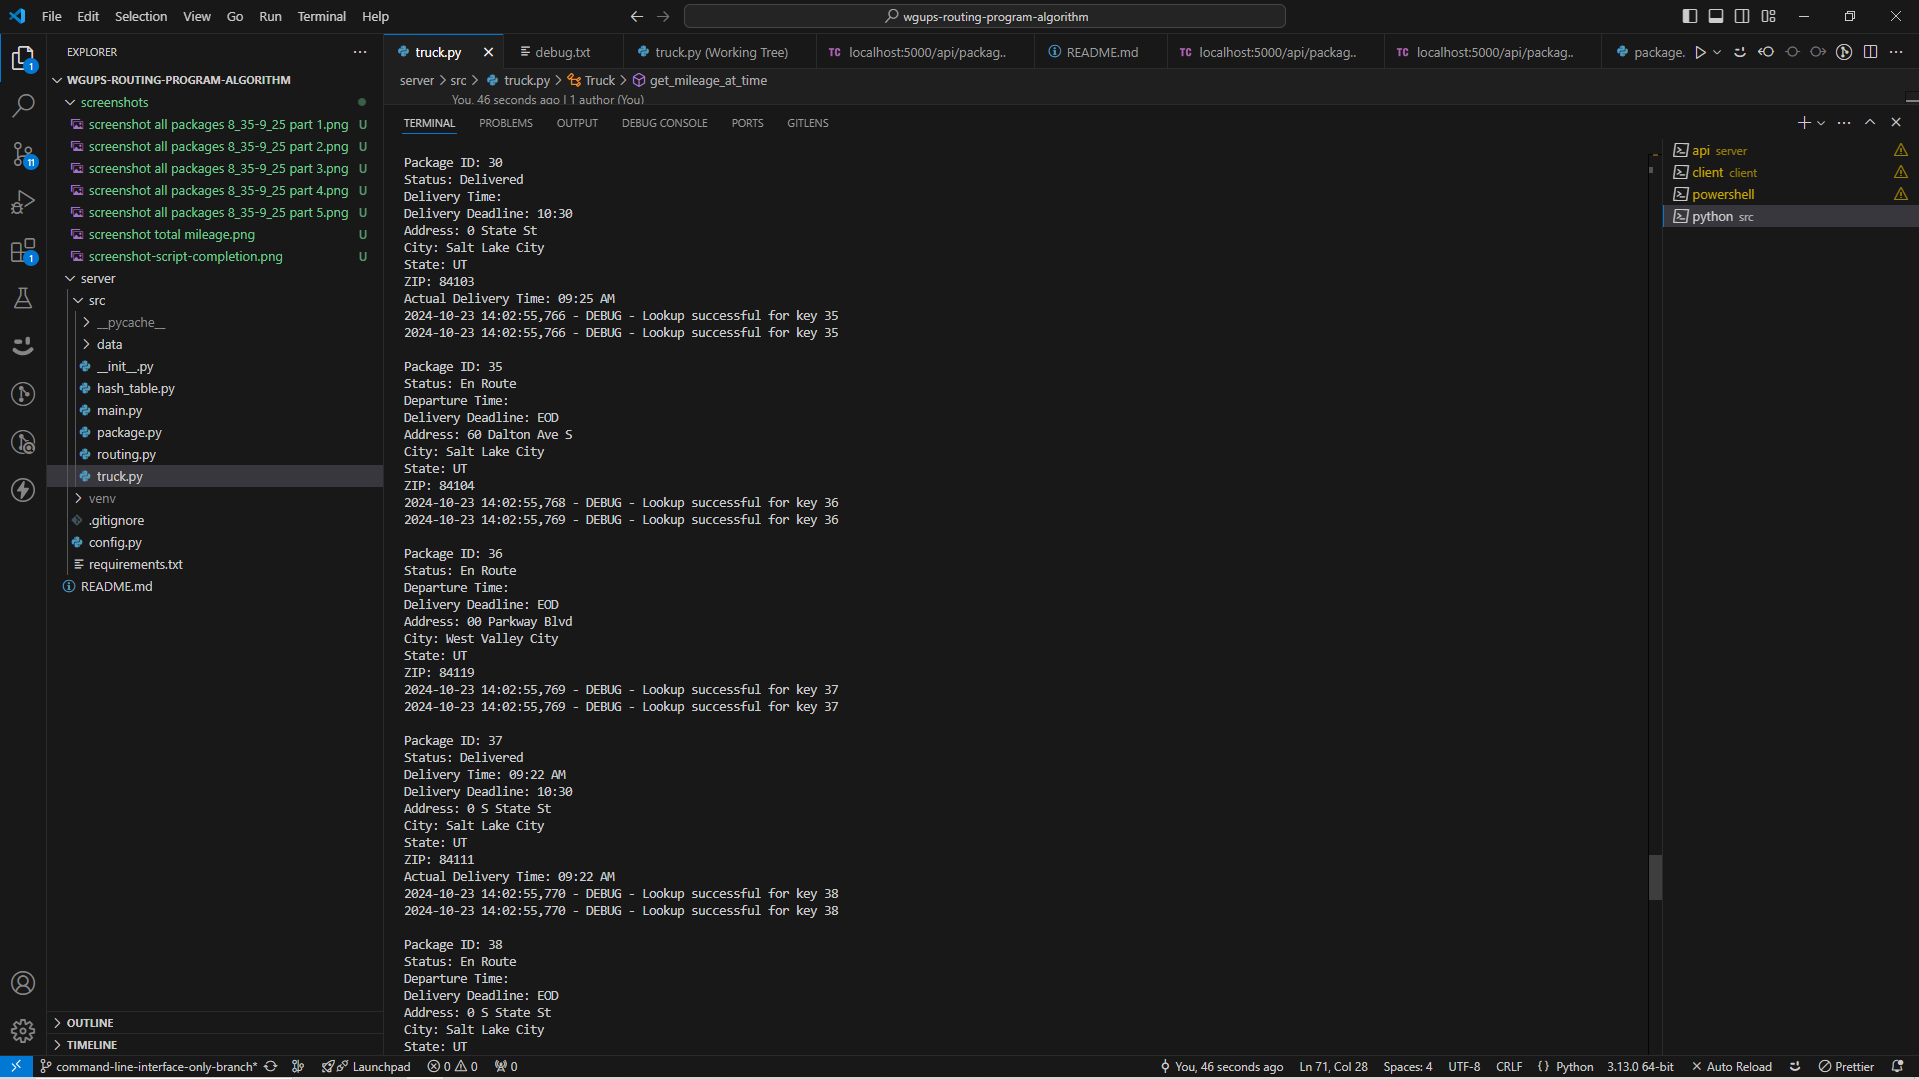 File Edit Selection View Go Run Terminal Help
wgups-routing-program-algorithm
EXPLORER
WGUPS-ROUTING-PROGRAM-ALGORITHM
screenshots
screenshot all packages 8_35-9_25 part 1.png U
screenshot all packages 8_35-9_25 part 2.png U
screenshot all packages 8_35-9_25 part 3.png U
screenshot all packages 8_35-9_25 part 4.png U
screenshot all packages 8_35-9_25 part 5.png U
screenshot total mileage.png U
screenshot-script-completion.png U
server
src
__pycache__
data
__init__.py
hash_table.py
main.py
package.py
routing.py
truck.py
venv
.gitignore
config.py
requirements.txt
README.md
OUTLINE
TIMELINE
1
11
1
truck.py debug.txt truck.py (Working Tree) TC localhost:5000/api/packag.. README.md TC localhost:5000/api/packag.. TC localhost:5000/api/packag.. package.
server > src > truck.py > Truck > get_mileage_at_time
You, 46 seconds ago | 1 author (You)
TERMINAL PROBLEMS OUTPUT DEBUG CONSOLE PORTS GITLENS
Package ID: 30
Status: Delivered
Delivery Time:
Delivery Deadline: 10:30
Address: 0 State St
City: Salt Lake City
State: UT
ZIP: 84103
Actual Delivery Time: 09:25 AM
2024-10-23 14:02:55,766 - DEBUG - Lookup successful for key 35
2024-10-23 14:02:55,766 - DEBUG - Lookup successful for key 35
Package ID: 35
Status: En Route
Departure Time:
Delivery Deadline: EOD
Address: 60 Dalton Ave S
City: Salt Lake City
State: UT
ZIP: 84104
2024-10-23 14:02:55,768 - DEBUG - Lookup successful for key 36
2024-10-23 14:02:55,769 - DEBUG - Lookup successful for key 36
Package ID: 36
Status: En Route
Departure Time:
Delivery Deadline: EOD
Address: 00 Parkway Blvd
City: West Valley City
State: UT
ZIP: 84119
2024-10-23 14:02:55,769 - DEBUG - Lookup successful for key 37
2024-10-23 14:02:55,769 - DEBUG - Lookup successful for key 37
Package ID: 37
Status: Delivered
Delivery Time: 09:22 AM
Delivery Deadline: 10:30
Address: 0 S State St
City: Salt Lake City
State: UT
ZIP: 84111
Actual Delivery Time: 09:22 AM
2024-10-23 14:02:55,770 - DEBUG - Lookup successful for key 38
2024-10-23 14:02:55,770 - DEBUG - Lookup successful for key 38
Package ID: 38
Status: En Route
Departure Time:
Delivery Deadline: EOD
Address: 0 S State St
City: Salt Lake City
State: UT
api server
client client
powershell
python src
command-line-interface-only-branch* Launchpad 0 0 0 You, 46 seconds ago Ln 71, Col 28 Spaces: 4 UTF-8 CRLF { } Python 3.13.0 64-bit Auto Reload Prettier